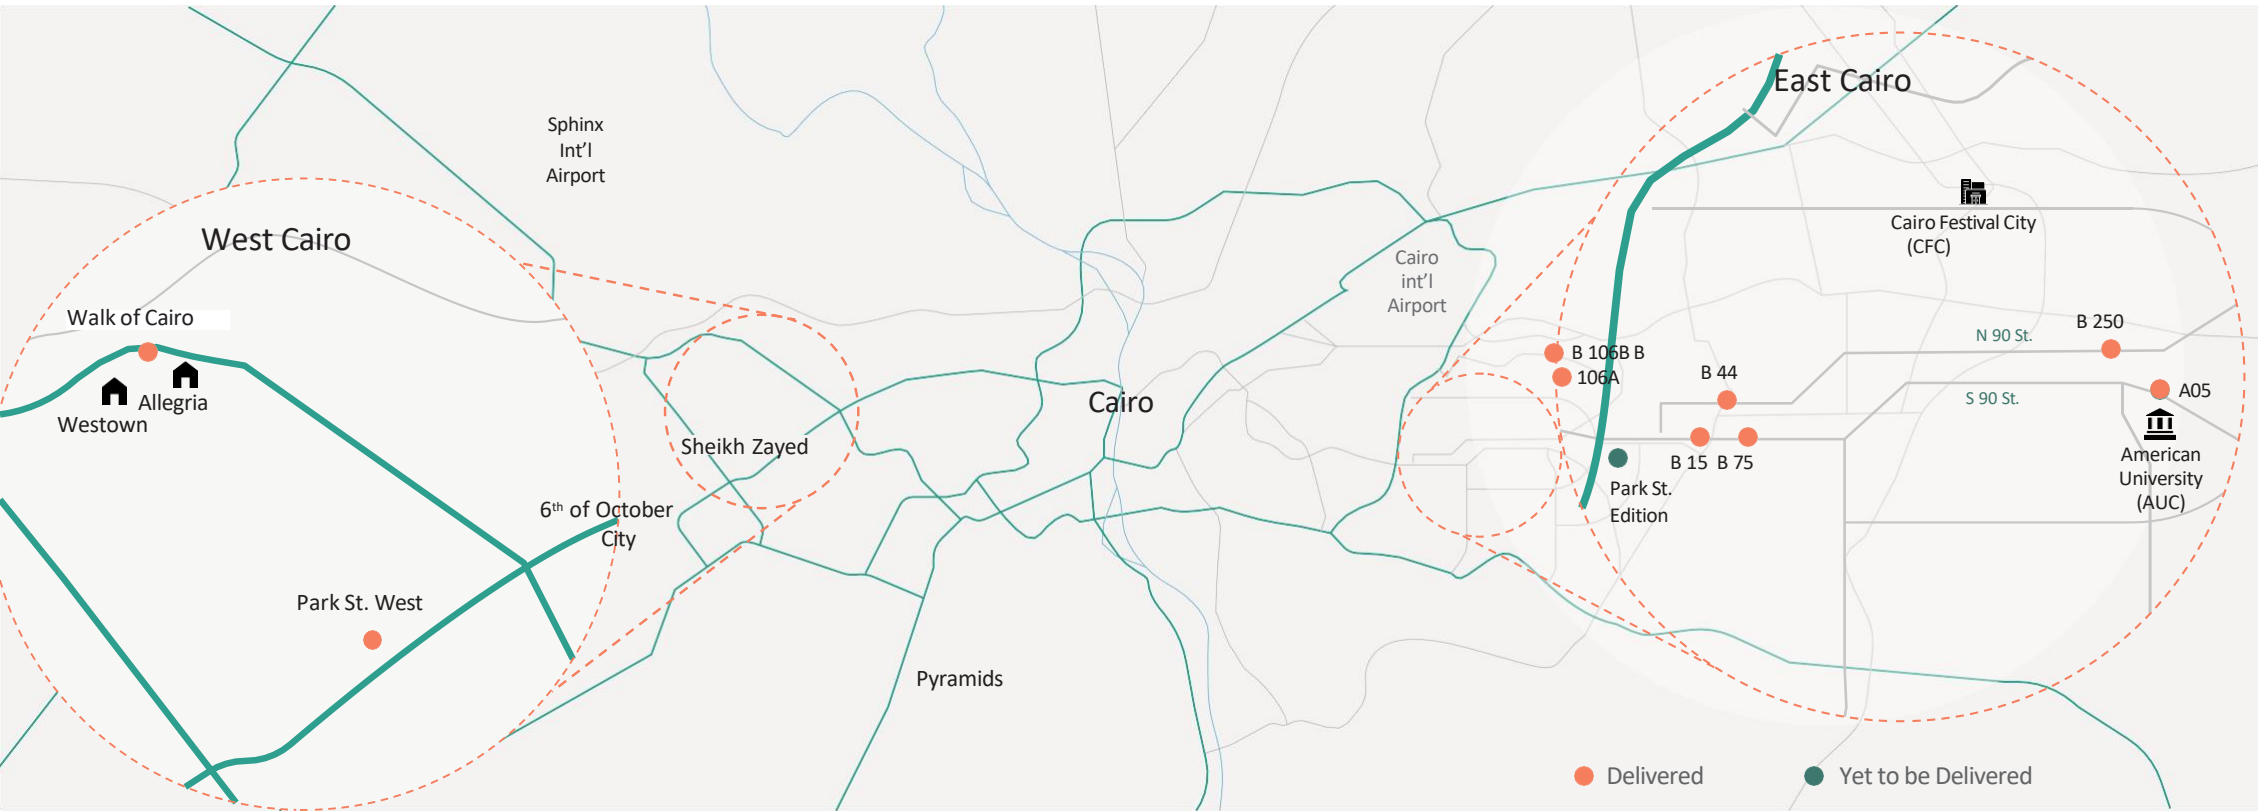 East Cairo
Sphinx
Int'l
Airport
West Cairo
Cairo Festival City
(CFC)
Cairo
int'l
Airport
Walk of Cairo
B 250
N 90 St.
B 106B B
106A
B 44
A05
S 90 St.
Allegria
Westown
Cairo
Sheikh Zayed
American
University
(AUC)
B 15 B 75
Park St.
Edition
6th of October
City
Park St. West
Pyramids
Delivered
Yet to be Delivered